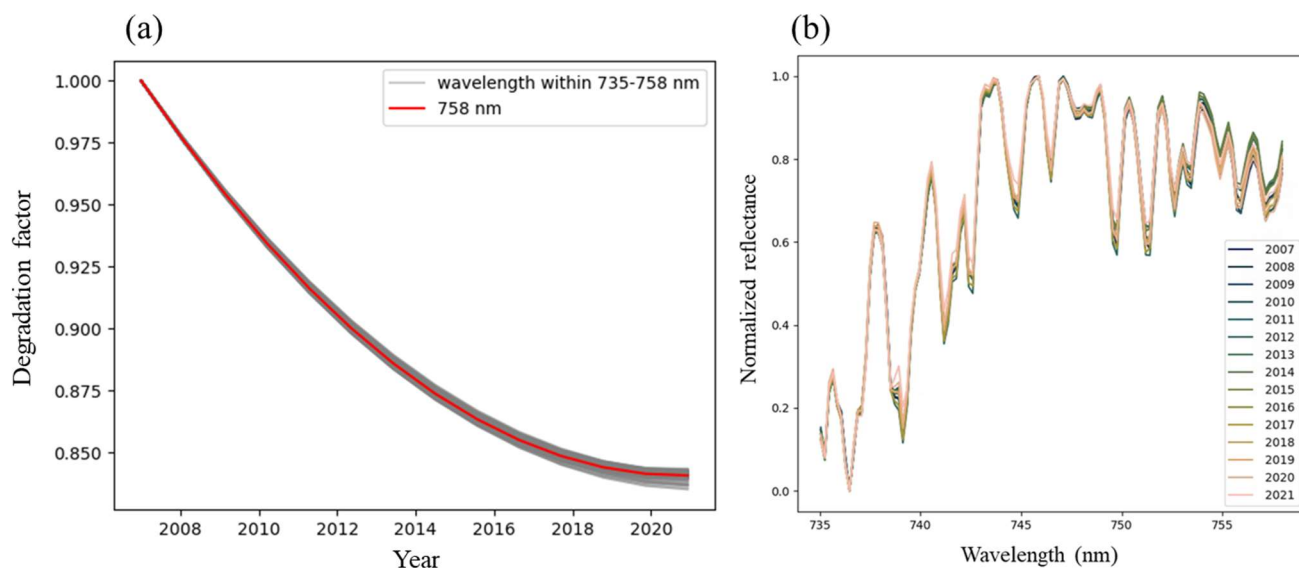 (a)
1.000
0.975
0.950
0.925
0.900
0.875
0.850
Degradation factor
wavelength within 735-758 nm
758 nm
2008 2010 2012 2014 2016 2018 2020
Year
(b)
1.0
0.8
0.6
0.4
0.2
0.0
Normalized reflectance
2007
2008
2009
2010
2011
2012
2013
2014
2015
2016
2017
2018
2019
2020
2021
735 740 745 750 755
Wavelength (nm)